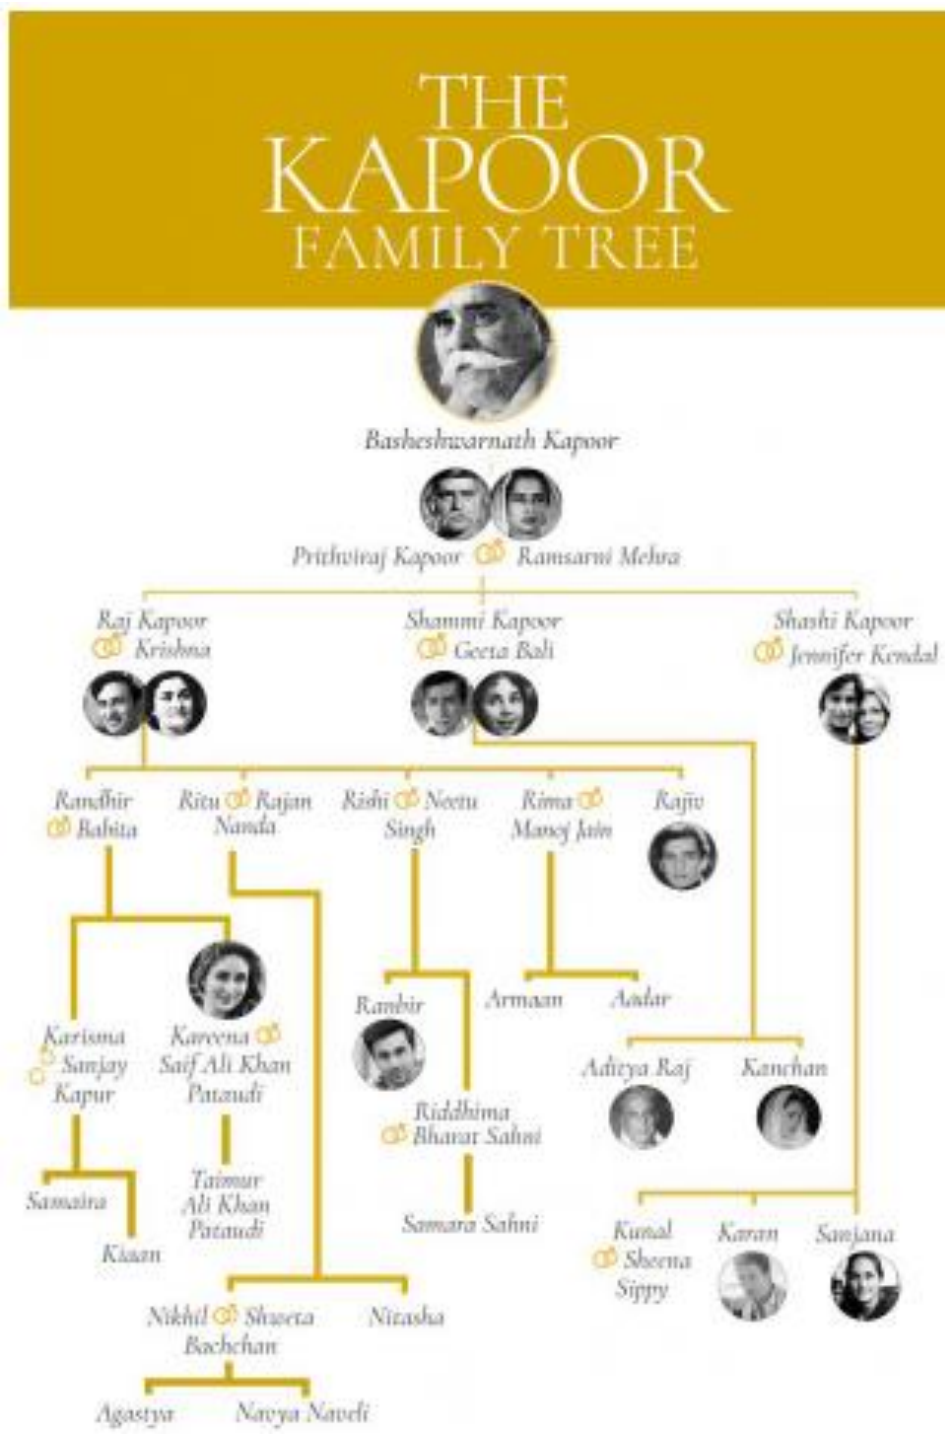 THE
KAPOOR
FAMILY TREE
Basheshwarnath Kapoor
Prithviraj Kapoor Ramsarni Mehra
Raj Kapoor
Krishna
Shammi Kapoor
Geeta Bali
Shashi Kapoor
Jennifer Kendal
Randhir
Babita
Ritu Rajan
Nanda
Rishi Neetu
Singh
Rima
Manoj Jain
Rajiv
Karisma
Sanjay
Kapur
Kareena
Saif Ali Khan
Pataudi
Ranbir
Riddhima
Bharat Sahni
Armaan
Aadar
Aditya Raj
Kanchan
Samaira
Kiaan
Taimur
Ali Khan
Pataudi
Samara Sahni
Kunal
Sheena
Sippy
Karan
Sanjana
Nikhil Shweta
Bachchan
Nitasha
Agastya
Navya Naveli